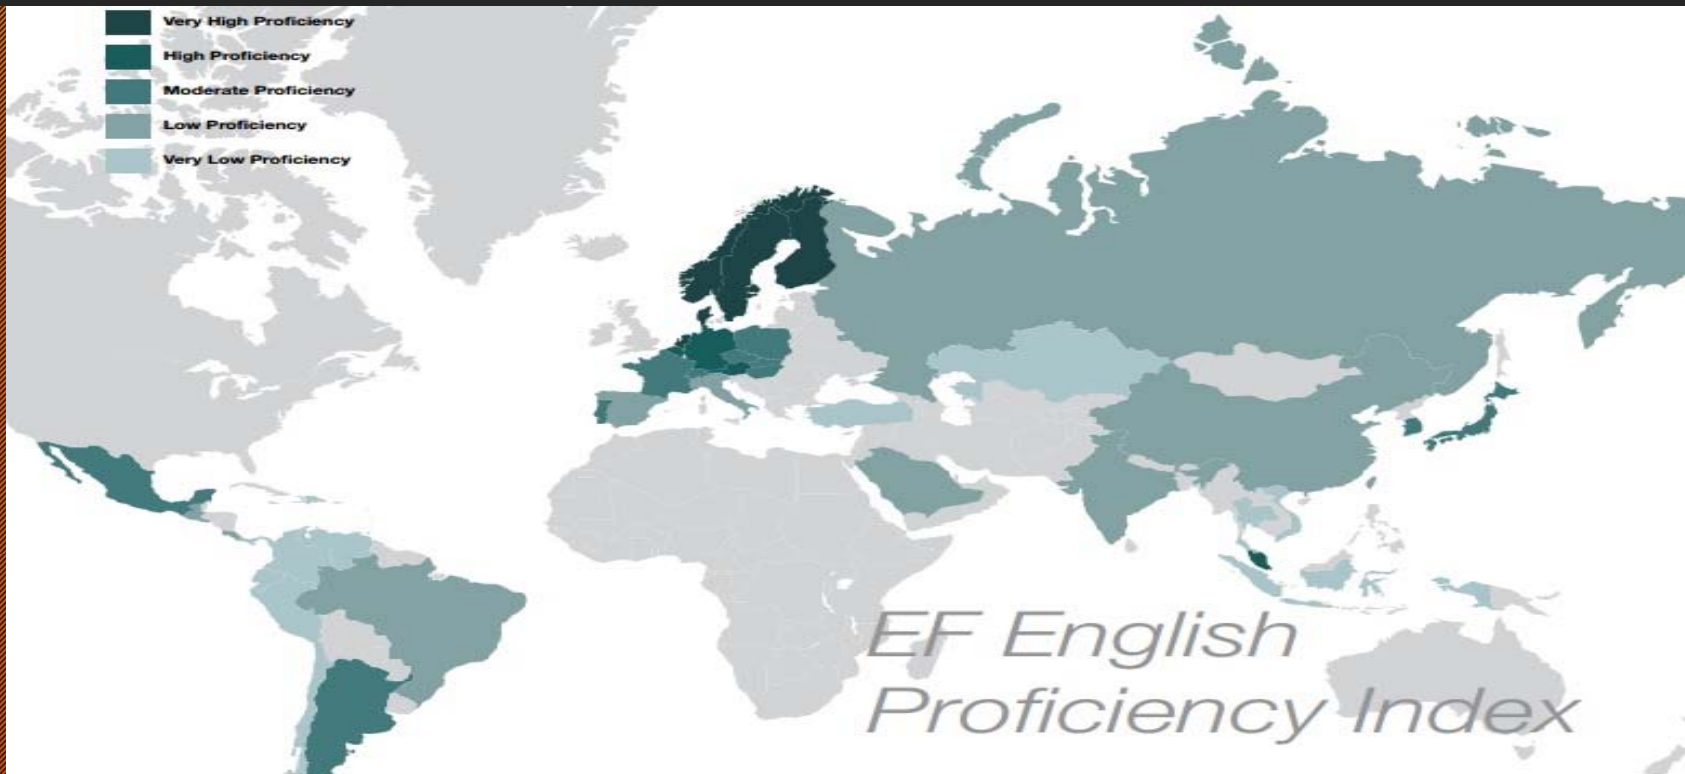 Very High Proficiency
High Proficiency
Moderate Proficiency
Low Proficiency
Very Low Proficiency
EF English
Proficiency Index